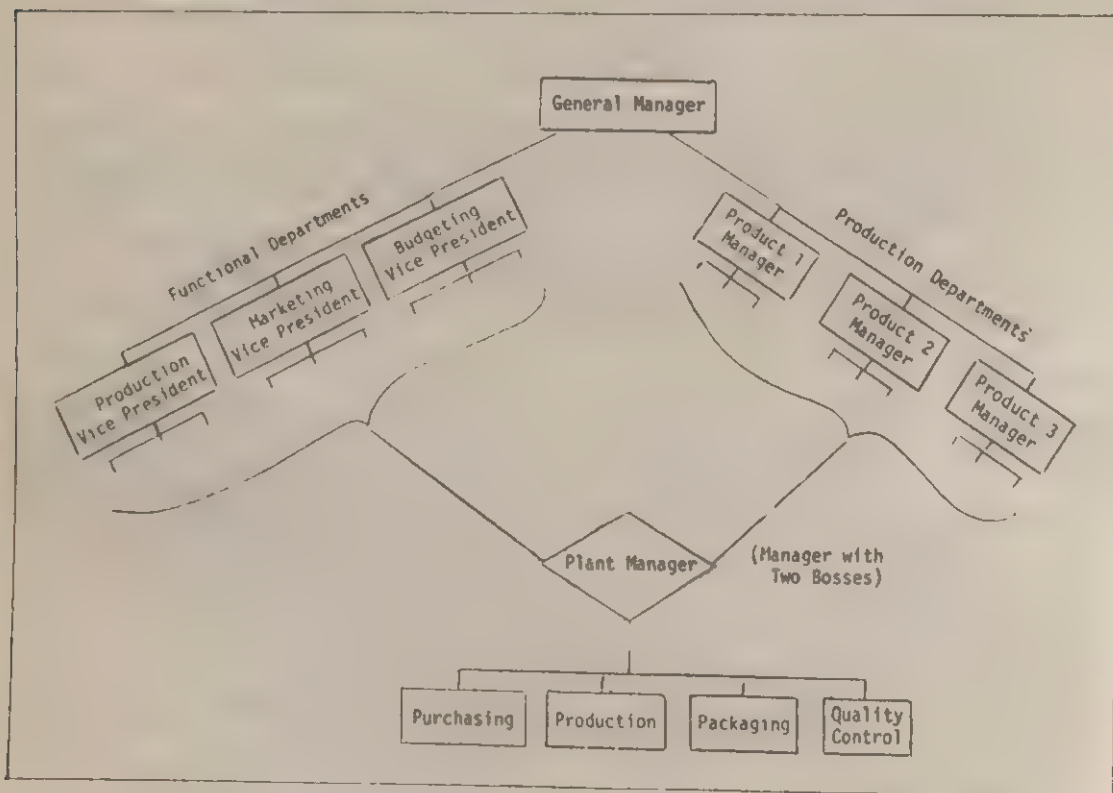 General Manager
Functional Departments
Budgeting
Vice President
Marketing
Vice President
Production
Vice President
Production Departments
Product 1
Manager
Product 2
Manager
Product 3
Manager
Plant Manager
(Manager with
Two Bosses)
Purchasing
Production
Packaging
Quality
Control